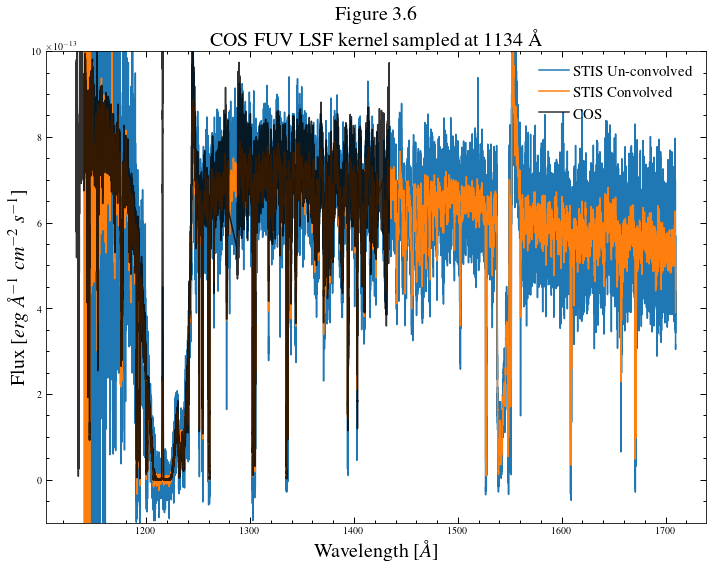 Figure 3.6
COS FUV LSF kernel sampled at 1134 Å
×10⁻¹³
10
8
6
4
2
0
Flux [erg Å⁻¹ cm⁻² s⁻¹]
STIS Un-convolved
STIS Convolved
COS
1200 1300 1400 1500 1600 1700
Wavelength [Å]